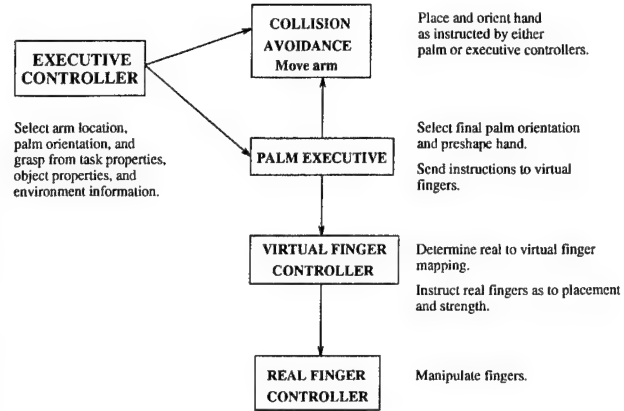 COLLISION
AVOIDANCE
Move arm
Place and orient hand
as instructed by either
palm or executive controllers.
EXECUTIVE
CONTROLLER
Select arm location,
palm orientation, and
grasp from task properties,
object properties, and
environment information.
PALM EXECUTIVE
Select final palm orientation
and preshape hand.
Send instructions to virtual
fingers.
VIRTUAL FINGER
CONTROLLER
Determine real to virtual finger
mapping.
Instruct real fingers as to placement
and strength.
REAL FINGER
CONTROLLER
Manipulate fingers.